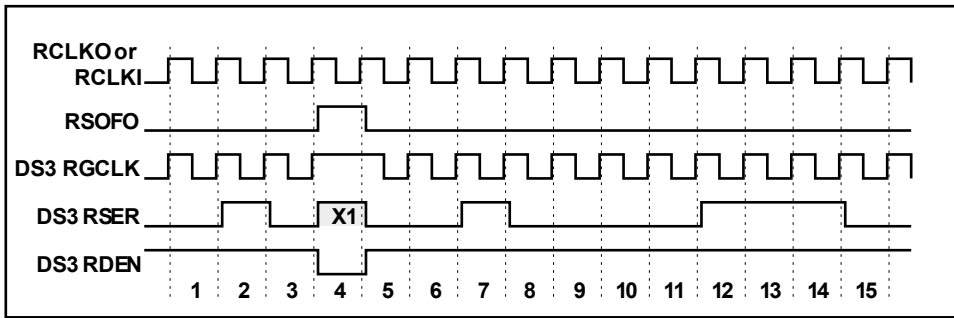 RCLKO or
RCLKI
RSOFO
DS3 RGCLK
DS3 RSER X1
DS3 RDEN
1 2 3 4 5 6 7 8 9 10 11 12 13 14 15